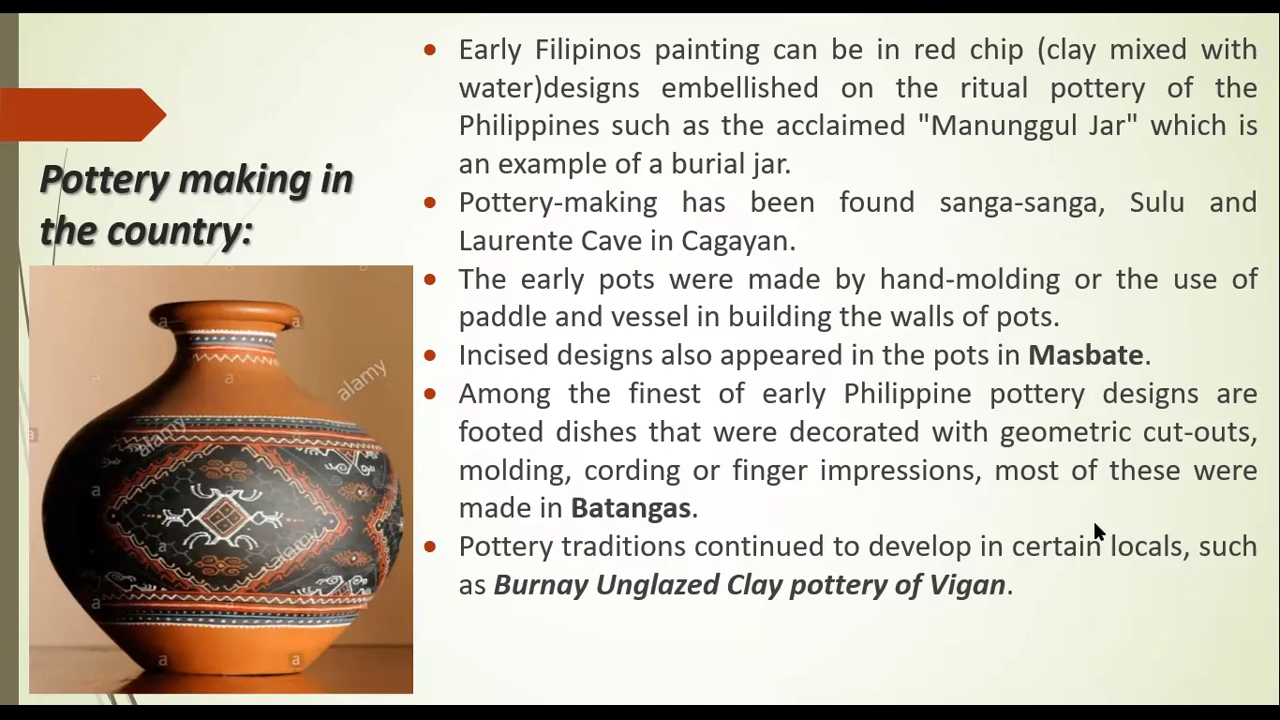 Pottery making in
the country:
Early Filipinos painting can be in red chip (clay mixed with
water)designs embellished on the ritual pottery of the
Philippines such as the acclaimed "Manunggul Jar" which is
an example of a burial jar.
Pottery-making has been found sanga-sanga, Sulu and
Laurente Cave in Cagayan.
The early pots were made by hand-molding or the use of
paddle and vessel in building the walls of pots.
Incised designs also appeared in the pots in Masbate.
Among the finest of early Philippine pottery designs are
footed dishes that were decorated with geometric cut-outs,
molding, cording or finger impressions, most of these were
made in Batangas.
Pottery traditions continued to develop in certain locals, such
as Burnay Unglazed Clay pottery of Vigan.
a
a
a
a
alamy
alamy
a
a
a
alamy
a
a
a